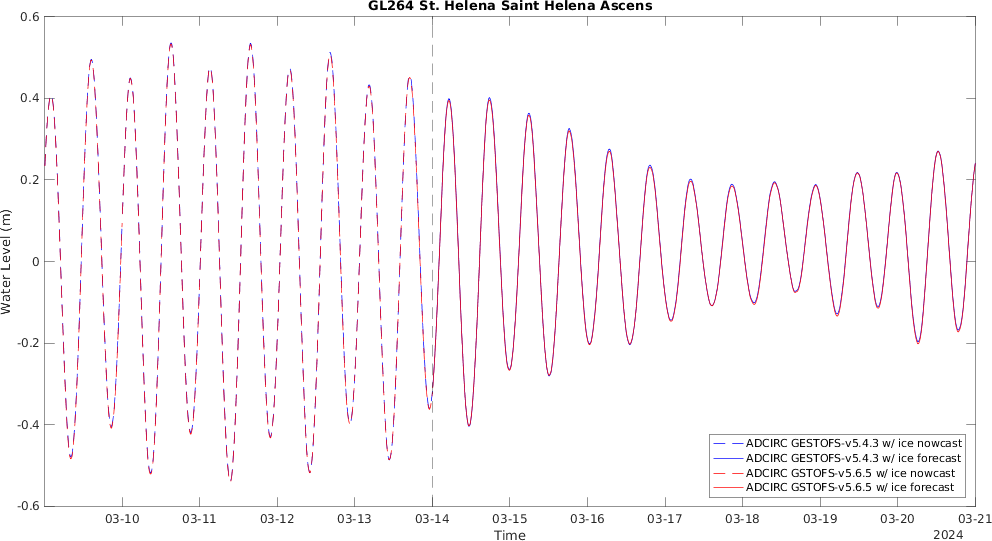 GL264 St. Helena Saint Helena Ascens
Water Level (m)
0.6
0.4
0.2
0
-0.2
-0.4
-0.6
ADCIRC GESTOFS-v5.4.3 w/ ice nowcast
ADCIRC GESTOFS-v5.4.3 w/ ice forecast
ADCIRC GSTOFS-v5.6.5 w/ ice nowcast
ADCIRC GSTOFS-v5.6.5 w/ ice forecast
03-10 03-11 03-12 03-13 03-14 03-15 03-16 03-17 03-18 03-19 03-20 03-21
Time
2024